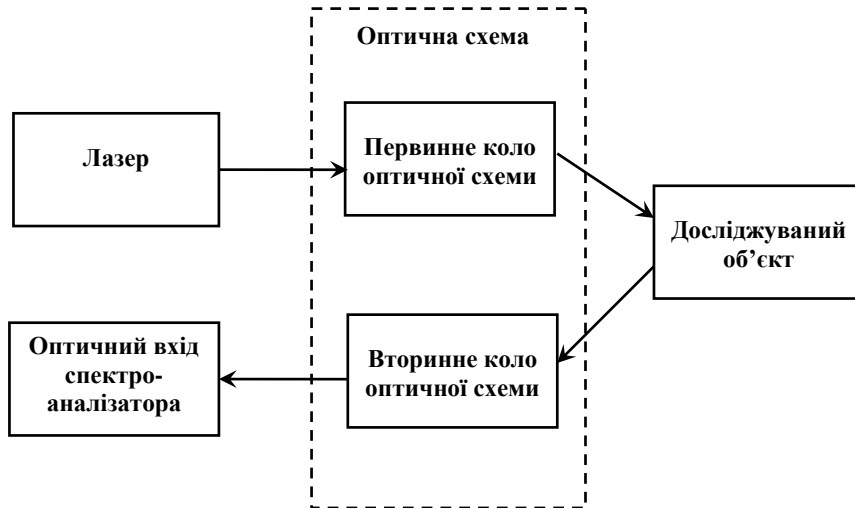 Оптична схема
Лазер
Первинне коло
оптичної схеми
Досліджуваний
об’єкт
Оптичний вхід
спектро-
аналізатора
Вторинне коло
оптичної схеми